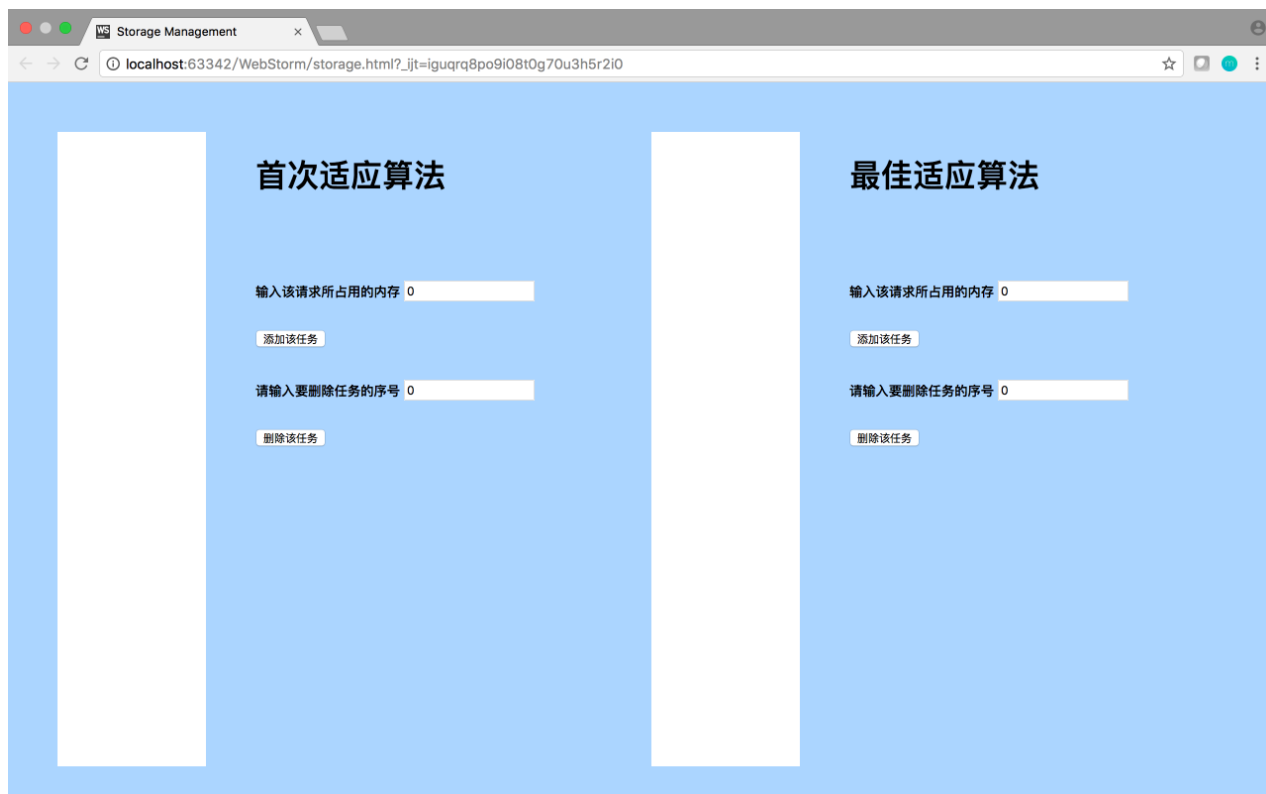 WS Storage Management ×
localhost:63342/WebStorm/storage.html?_ijt=iguqrq8po9i08t0g70u3h5r2i0
首次适应算法
输入该请求所占用的内存 0
添加该任务
请输入要删除任务的序号 0
删除该任务
最佳适应算法
输入该请求所占用的内存 0
添加该任务
请输入要删除任务的序号 0
删除该任务